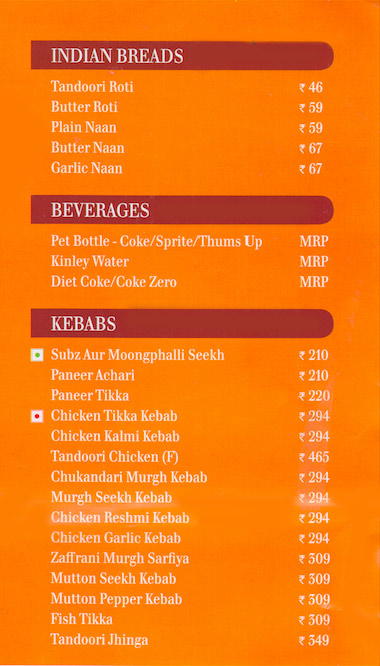 INDIAN BREADS
Tandoori Roti ₹ 46
Butter Roti ₹ 59
Plain Naan ₹ 59
Butter Naan ₹ 67
Garlic Naan ₹ 67
BEVERAGES
Pet Bottle - Coke/Sprite/Thums Up MRP
Kinley Water MRP
Diet Coke/Coke Zero MRP
KEBABS
Subz Aur Moongphalli Seekh ₹ 210
Paneer Achari ₹ 210
Paneer Tikka ₹ 220
Chicken Tikka Kebab ₹ 294
Chicken Kalmi Kebab ₹ 294
Tandoori Chicken (F) ₹ 465
Chukandari Murgh Kebab ₹ 294
Murgh Seekh Kebab ₹ 294
Chicken Reshmi Kebab ₹ 294
Chicken Garlic Kebab ₹ 294
Zaffrani Murgh Sarfiya ₹ 309
Mutton Seekh Kebab ₹ 309
Mutton Pepper Kebab ₹ 309
Fish Tikka ₹ 309
Tandoori Jhinga ₹ 349